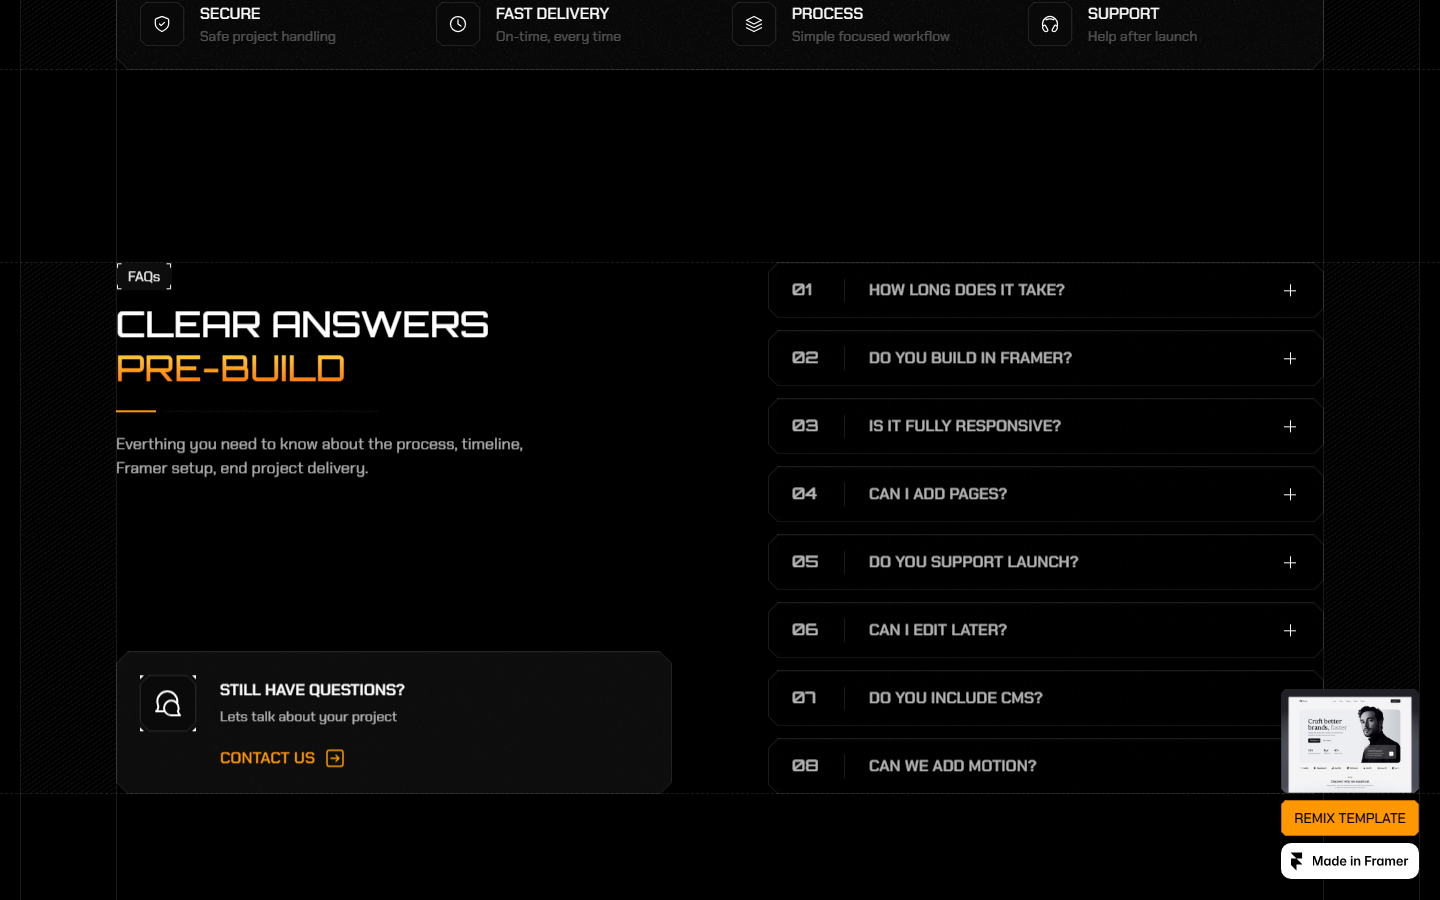 SECURE
Safe project handling
FAST DELIVERY
On-time, every time
PROCESS
Simple focused workflow
SUPPORT
Help after launch
FAQs
CLEAR ANSWERS
PRE-BUILD
Everthing you need to know about the process, timeline,
Framer setup, end project delivery.
STILL HAVE QUESTIONS?
Lets talk about your project
CONTACT US
01 HOW LONG DOES IT TAKE?
02 DO YOU BUILD IN FRAMER?
03 IS IT FULLY RESPONSIVE?
04 CAN I ADD PAGES?
05 DO YOU SUPPORT LAUNCH?
06 CAN I EDIT LATER?
07 DO YOU INCLUDE CMS?
08 CAN WE ADD MOTION?
Craft better
brands, faster
REMIX TEMPLATE
Made in Framer